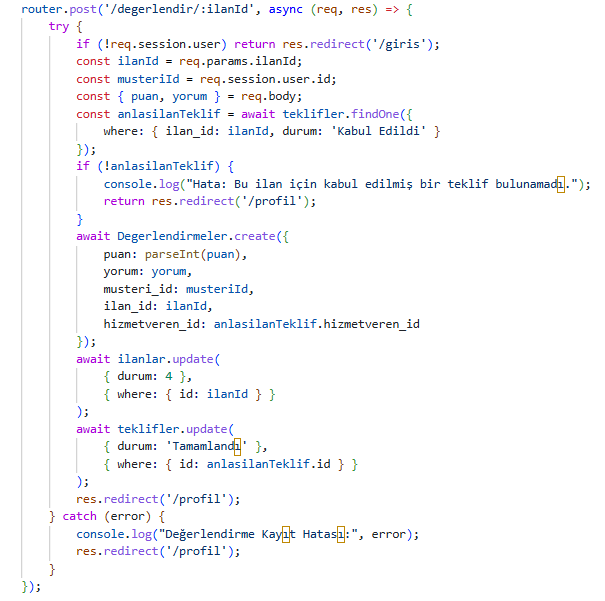 router.post('/degerlendir/:ilanId', async (req, res) => {
    try {
        if (!req.session.user) return res.redirect('/giris');
        const ilanId = req.params.ilanId;
        const musteriId = req.session.user.id;
        const { puan, yorum } = req.body;
        const anlasilanTeklif = await teklifler.findOne({
            where: { ilan_id: ilanId, durum: 'Kabul Edildi' }
        });
        if (!anlasilanTeklif) {
            console.log("Hata: Bu ilan için kabul edilmiş bir teklif bulunamadı.");
            return res.redirect('/profil');
        }
        await Degerlendirmeler.create({
            puan: parseInt(puan),
            yorum: yorum,
            musteri_id: musteriId,
            ilan_id: ilanId,
            hizmetveren_id: anlasilanTeklif.hizmetveren_id
        });
        await ilanlar.update(
            { durum: 4 },
            { where: { id: ilanId } }
        );
        await teklifler.update(
            { durum: 'Tamamlandı' },
            { where: { id: anlasilanTeklif.id } }
        );
        res.redirect('/profil');
    } catch (error) {
        console.log("Değerlendirme Kayıt Hatası:", error);
        res.redirect('/profil');
    }
});